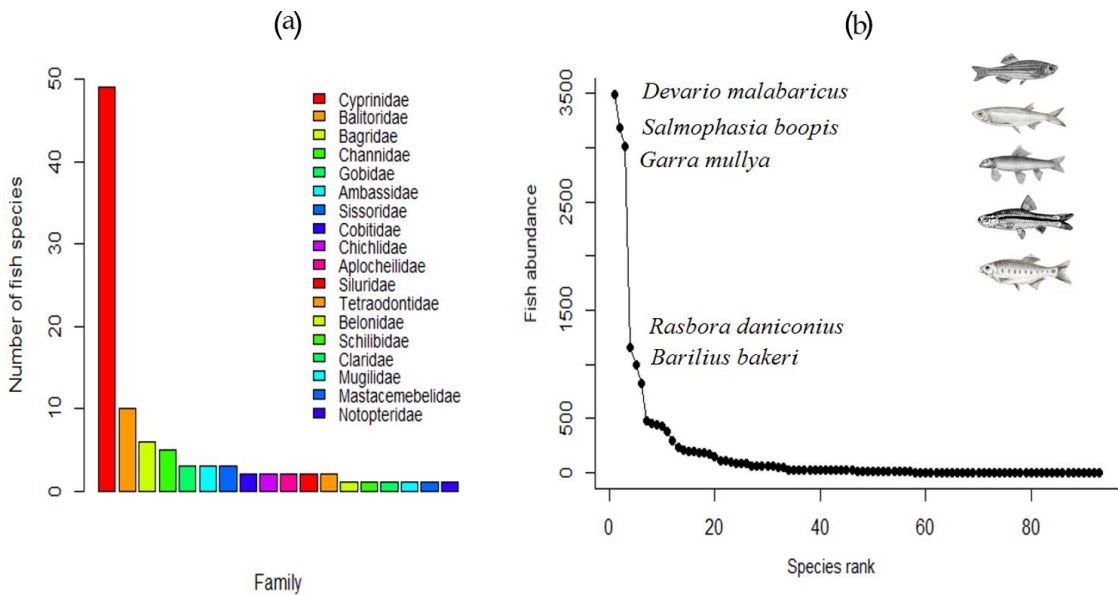 (a)
Number of fish species
50
40
30
20
10
0
Cyprinidae
Balitoridae
Bagridae
Channidae
Gobidae
Ambassidae
Sissoridae
Cobitidae
Chichlidae
Aplocheilidae
Siluridae
Tetraodontidae
Belonidae
Schilibidae
Claridae
Mugilidae
Mastacemebelidae
Notopteridae
Family
(b)
Fish abundance
3500
2500
1500
500
0
Devario malabaricus
Salmophasia boopis
Garra mullya
Rasbora daniconius
Barilius bakeri
0 20 40 60 80
Species rank